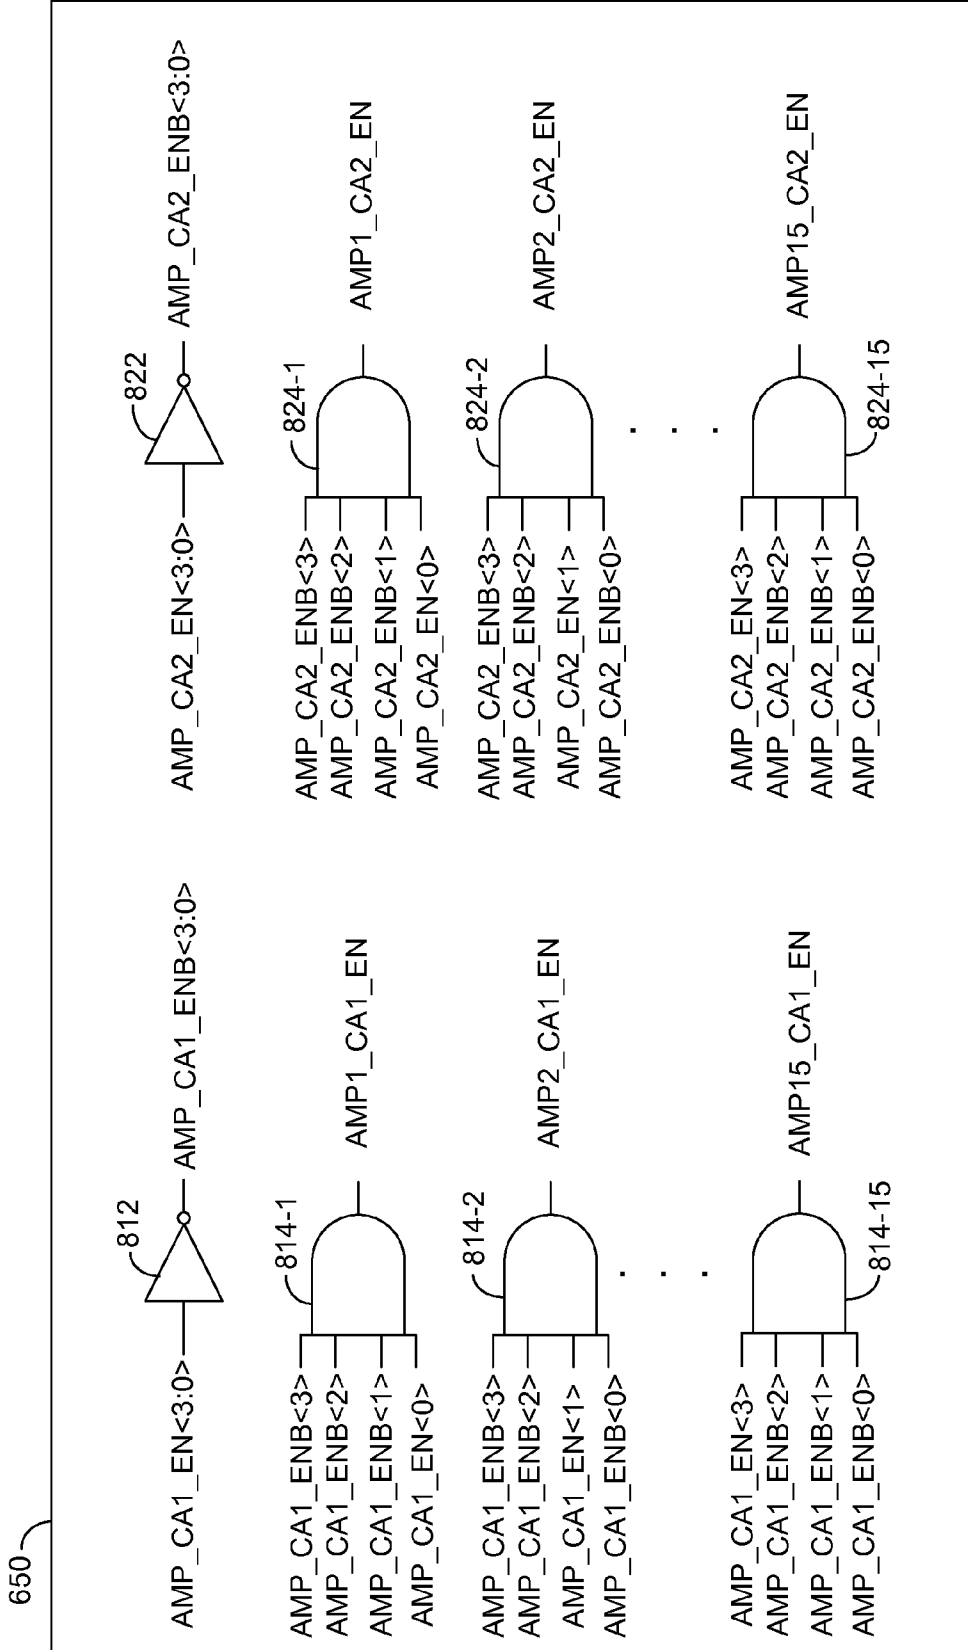 650
AMP_CA1_EN<3:0>
812
AMP_CA1_ENB<3:0>
AMP_CA1_ENB<3>
AMP_CA1_ENB<2>
AMP_CA1_ENB<1>
AMP_CA1_EN<0>
814-1
AMP1_CA1_EN
AMP_CA1_ENB<3>
AMP_CA1_ENB<2>
AMP_CA1_EN<1>
AMP_CA1_ENB<0>
814-2
AMP2_CA1_EN
. . .
AMP_CA1_EN<3>
AMP_CA1_ENB<2>
AMP_CA1_ENB<1>
AMP_CA1_ENB<0>
814-15
AMP15_CA1_EN
AMP_CA2_EN<3:0>
822
AMP_CA2_ENB<3:0>
AMP_CA2_ENB<3>
AMP_CA2_ENB<2>
AMP_CA2_ENB<1>
AMP_CA2_EN<0>
824-1
AMP1_CA2_EN
AMP_CA2_ENB<3>
AMP_CA2_ENB<2>
AMP_CA2_EN<1>
AMP_CA2_ENB<0>
824-2
AMP2_CA2_EN
. . .
AMP_CA2_EN<3>
AMP_CA2_ENB<2>
AMP_CA2_ENB<1>
AMP_CA2_ENB<0>
824-15
AMP15_CA2_EN